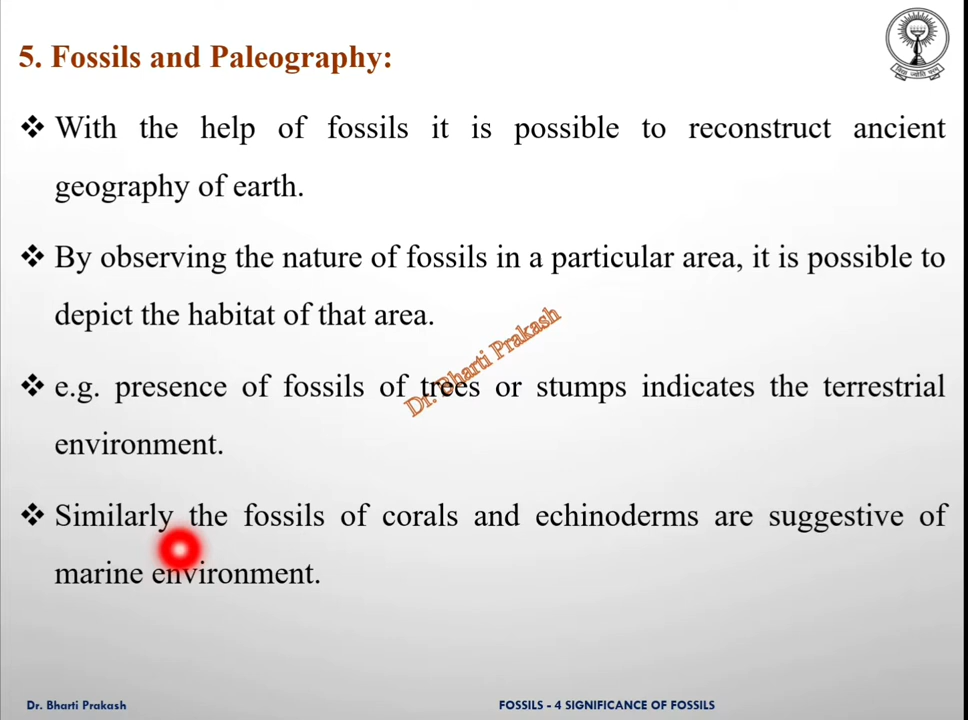 5. Fossils and Paleography:
❖ With the help of fossils it is possible to reconstruct ancient
geography of earth.
❖ By observing the nature of fossils in a particular area, it is possible to
depict the habitat of that area.
❖ e.g. presence of fossils of trees or stumps indicates the terrestrial
environment.
❖ Similarly the fossils of corals and echinoderms are suggestive of
marine environment.
Dr. Bharti Prakash
Dr. Bharti Prakash
FOSSILS - 4 SIGNIFICANCE OF FOSSILS